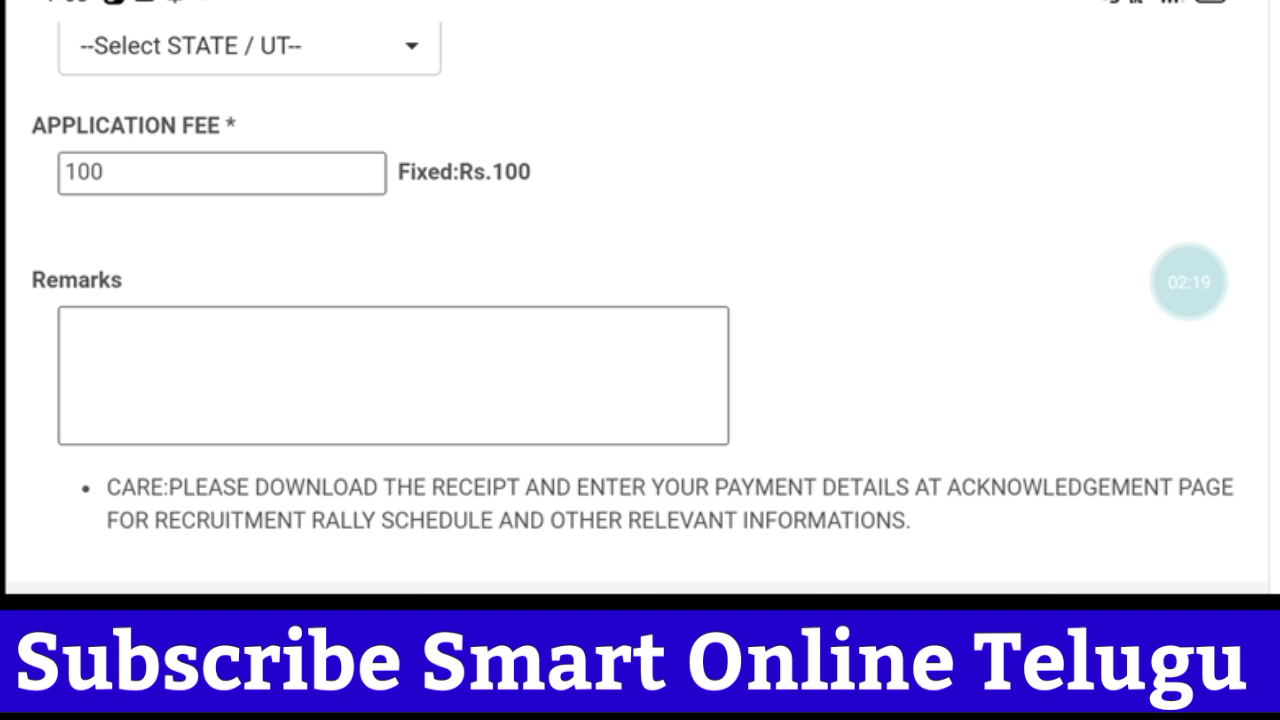 --Select STATE / UT--
APPLICATION FEE *
100 Fixed:Rs.100
Remarks
02:19
• CARE:PLEASE DOWNLOAD THE RECEIPT AND ENTER YOUR PAYMENT DETAILS AT ACKNOWLEDGEMENT PAGE
FOR RECRUITMENT RALLY SCHEDULE AND OTHER RELEVANT INFORMATIONS.
Subscribe Smart Online Telugu